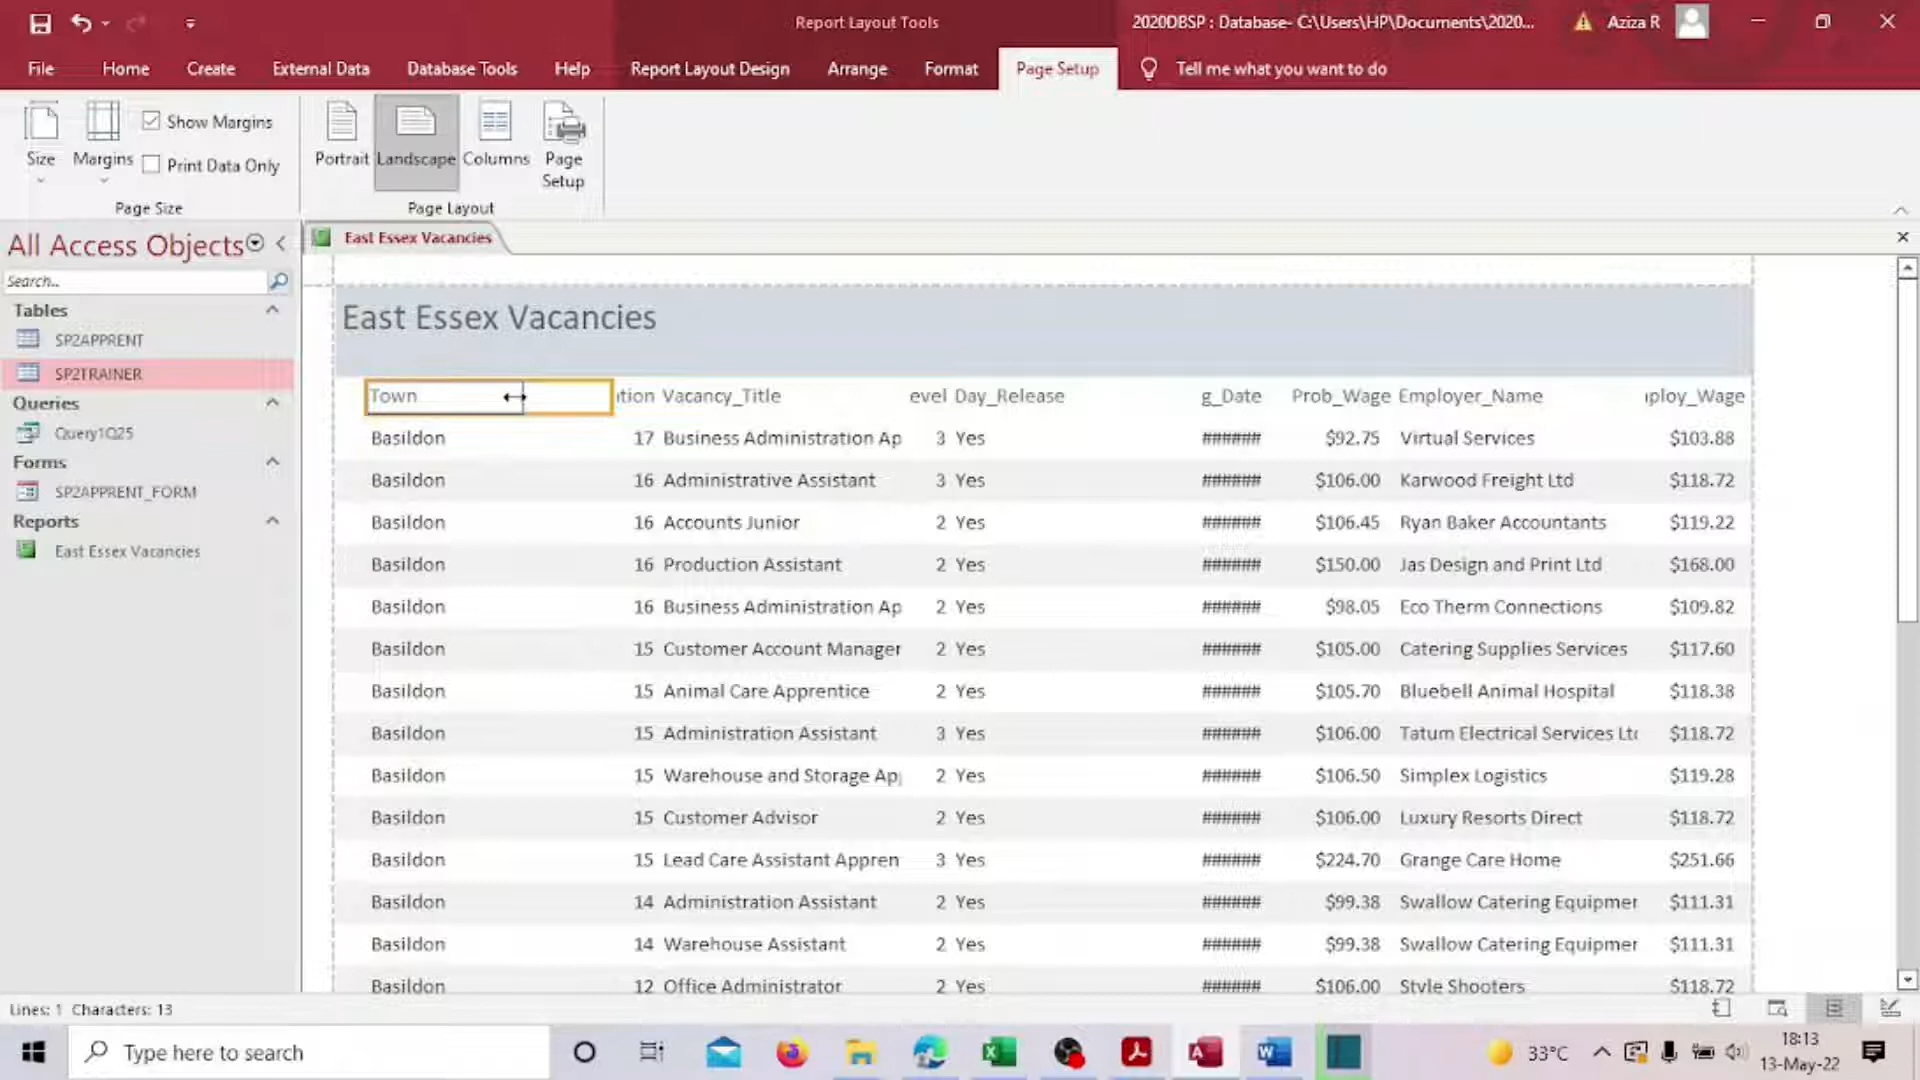 Report Layout Tools
2020DBSP : Database- C:\Users\HP\Documents\2020...
Aziza R
File Home Create External Data Database Tools Help Report Layout Design Arrange Format Page Setup Tell me what you want to do
Size Margins Show Margins
Print Data Only
Page Size
Portrait Landscape Columns Page Setup
Page Layout
All Access Objects
Search...
Tables
SP2APPRENT
SP2TRAINER
Queries
Query1Q25
Forms
SP2APPRENT_FORM
Reports
East Essex Vacancies
East Essex Vacancies
East Essex Vacancies
Town ition Vacancy_Title evel Day_Release g_Date Prob_Wage Employer_Name iploy_Wage
Basildon 17 Business Administration Ap 3 Yes ###### $92.75 Virtual Services $103.88
Basildon 16 Administrative Assistant 3 Yes ###### $106.00 Karwood Freight Ltd $118.72
Basildon 16 Accounts Junior 2 Yes ###### $106.45 Ryan Baker Accountants $119.22
Basildon 16 Production Assistant 2 Yes ###### $150.00 Jas Design and Print Ltd $168.00
Basildon 16 Business Administration Ap 2 Yes ###### $98.05 Eco Therm Connections $109.82
Basildon 15 Customer Account Manager 2 Yes ###### $105.00 Catering Supplies Services $117.60
Basildon 15 Animal Care Apprentice 2 Yes ###### $105.70 Bluebell Animal Hospital $118.38
Basildon 15 Administration Assistant 3 Yes ###### $106.00 Tatum Electrical Services Ltc $118.72
Basildon 15 Warehouse and Storage Ap 2 Yes ###### $106.50 Simplex Logistics $119.28
Basildon 15 Customer Advisor 2 Yes ###### $106.00 Luxury Resorts Direct $118.72
Basildon 15 Lead Care Assistant Appren 3 Yes ###### $224.70 Grange Care Home $251.66
Basildon 14 Administration Assistant 2 Yes ###### $99.38 Swallow Catering Equipmer $111.31
Basildon 14 Warehouse Assistant 2 Yes ###### $99.38 Swallow Catering Equipmer $111.31
Basildon 12 Office Administrator 2 Yes ###### $106.00 Style Shooters $118.72
Lines: 1 Characters: 13
Type here to search
33°C
18:13
13-May-22